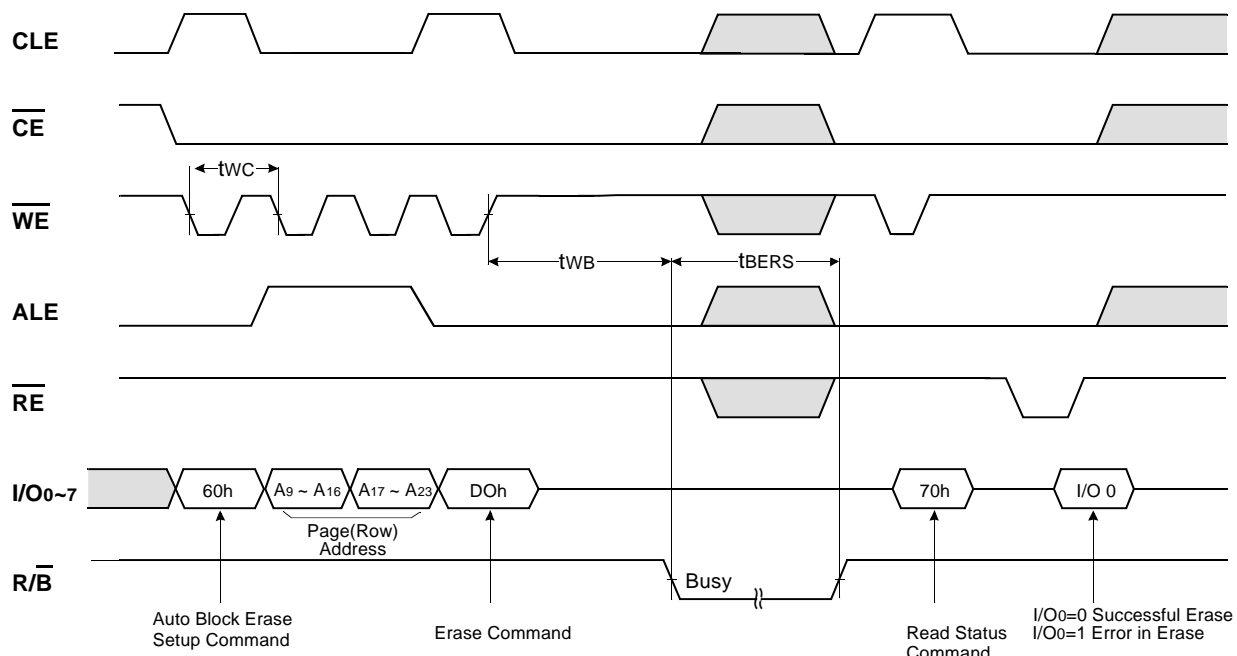 CLE
CE
tWC
WE
tWB
tBERS
ALE
RE
I/O0~7
60h
A9 ~ A16
A17 ~ A23
DOh
70h
I/O 0
Page(Row)
Address
R/B
Busy
Auto Block Erase
Setup Command
Erase Command
Read Status
Command
I/O0=0 Successful Erase
I/O0=1 Error in Erase